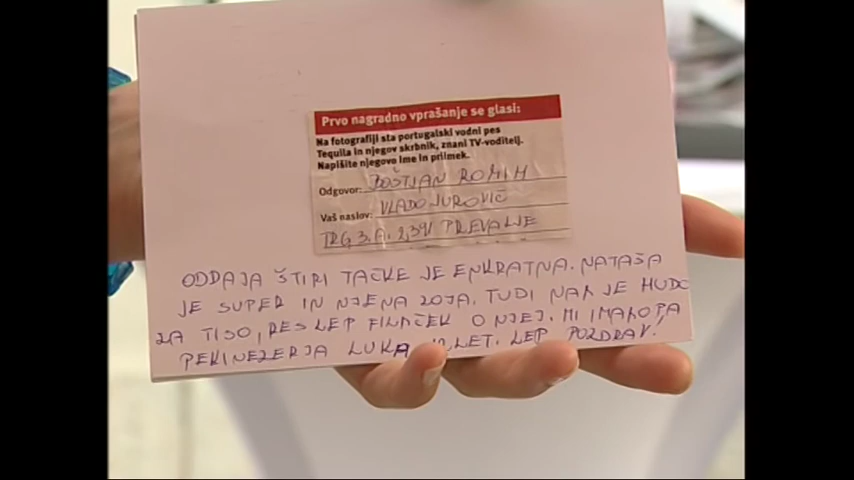 Prvo nagradno vprašanje se glasi:
Na fotografiji sta portugalski vodni pes
Tequila in njegov skrbnik, znani TV-voditelj.
Napišite njegovo ime in priimek.
Odgovor: BOŠTJAN ROMIH
Vaš naslov: VLADO JUROVIČ
TRG 3. A. 2,391 PREVALJE
ODDAJA ŠTIRI TAČKE JE ENKRATNA. NATAŠA
JE SUPER IN NJENA ZOJA. TUDI NAM JE HUDO
ZA TISO, RES LEP FILMČEK O NJEJ. MI IMAMO PA
PEKINEZERJA LUKA LET. LEP POZDRAV!